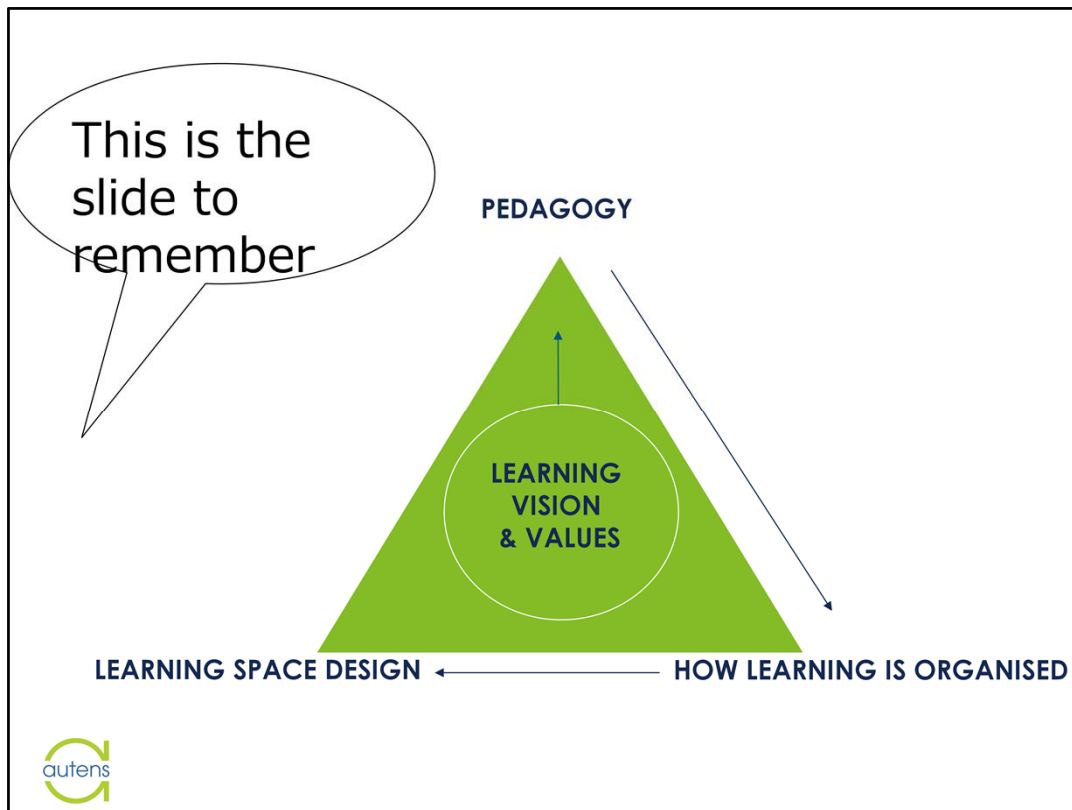 This is the
slide to
remember
PEDAGOGY
LEARNING
VISION
& VALUES
LEARNING SPACE DESIGN
HOW LEARNING IS ORGANISED
autens